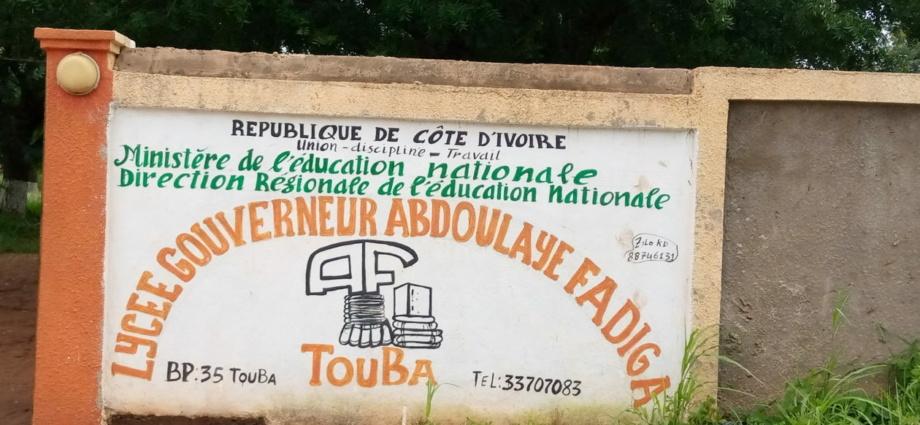 REPUBLIQUE DE CÔTE D'IVOIRE
Union - discipline - Travail
Ministère de l'éducation nationale
Direction Régionale de l'éducation Nationale
LYCEE GOUVERNEUR ABDOULAYE FADIGA
AF
BP:35 TOUBA
TOUBA
TEL:33707083